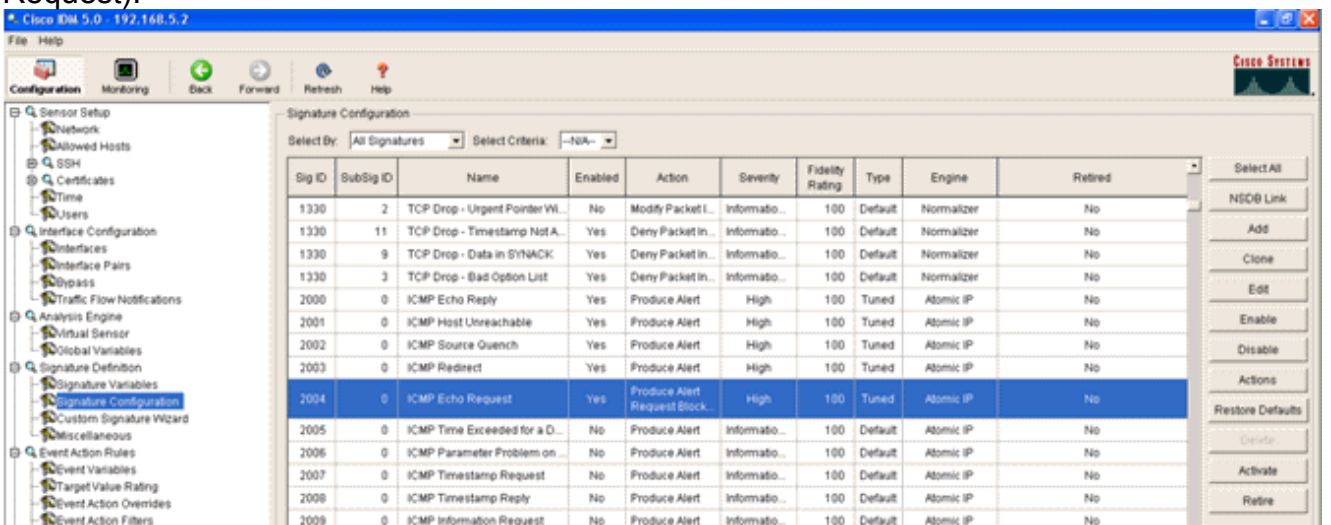 Request).
Cisco IDM 5.0 - 192.168.5.2
File Help
Configuration Monitoring Back Forward Refresh Help
CISCO SYSTEMS
Sensor Setup
Network
Allowed Hosts
SSH
Certificates
Time
Users
Interface Configuration
Interfaces
Interface Pairs
Bypass
Traffic Flow Notifications
Analysis Engine
Virtual Sensor
Global Variables
Signature Definition
Signature Variables
Signature Configuration
Custom Signature Wizard
Miscellaneous
Event Action Rules
Event Variables
Target Value Rating
Event Action Overrides
Event Action Filters
Signature Configuration
Select By: All Signatures Select Criteria: --N/A--
Sig ID SubSig ID Name Enabled Action Severity Fidelity Rating Type Engine Retired
1330 2 TCP Drop - Urgent Pointer Wi... No Modify Packet I... Informatio... 100 Default Normalizer No
1330 11 TCP Drop - Timestamp Not A... Yes Deny Packet In... Informatio... 100 Default Normalizer No
1330 9 TCP Drop - Data in SYNACK Yes Deny Packet In... Informatio... 100 Default Normalizer No
1330 3 TCP Drop - Bad Option List Yes Deny Packet In... Informatio... 100 Default Normalizer No
2000 0 ICMP Echo Reply Yes Produce Alert High 100 Tuned Atomic IP No
2001 0 ICMP Host Unreachable Yes Produce Alert High 100 Tuned Atomic IP No
2002 0 ICMP Source Quench Yes Produce Alert High 100 Tuned Atomic IP No
2003 0 ICMP Redirect Yes Produce Alert High 100 Tuned Atomic IP No
2004 0 ICMP Echo Request Yes Produce Alert Request Block... High 100 Tuned Atomic IP No
2005 0 ICMP Time Exceeded for a D... No Produce Alert Informatio... 100 Default Atomic IP No
2006 0 ICMP Parameter Problem on ... No Produce Alert Informatio... 100 Default Atomic IP No
2007 0 ICMP Timestamp Request No Produce Alert Informatio... 100 Default Atomic IP No
2008 0 ICMP Timestamp Reply No Produce Alert Informatio... 100 Default Atomic IP No
2009 0 ICMP Information Request No Produce Alert Informatio... 100 Default Atomic IP No
Select All
NSDB Link
Add
Clone
Edit
Enable
Disable
Actions
Restore Defaults
Delete
Activate
Retire